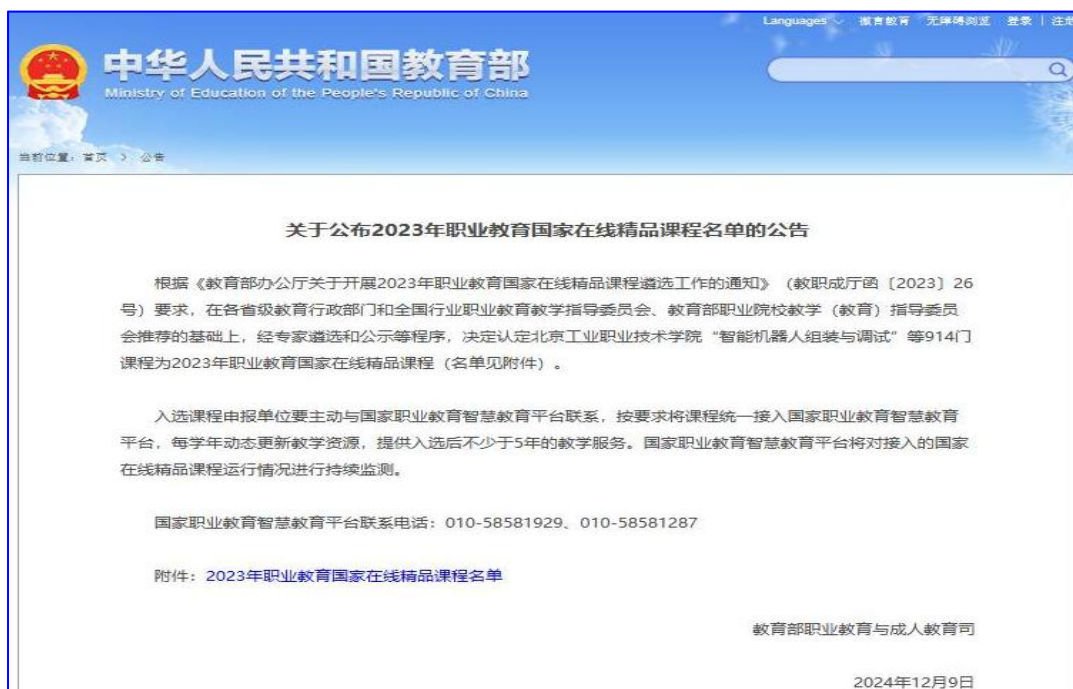 Languages 微言教育 无障碍浏览 登录 | 注册
中华人民共和国教育部
Ministry of Education of the People's Republic of China
当前位置：首页 > 公告
关于公布2023年职业教育国家在线精品课程名单的公告
根据《教育部办公厅关于开展2023年职业教育国家在线精品课程遴选工作的通知》（教职成厅函〔2023〕26
号）要求，在各省级教育行政部门和全国行业职业教育教学指导委员会、教育部职业院校教学（教育）指导委员
会推荐的基础上，经专家遴选和公示等程序，决定认定北京工业职业技术学院“智能机器人组装与调试”等914门
课程为2023年职业教育国家在线精品课程（名单见附件）。
入选课程申报单位要主动与国家职业教育智慧教育平台联系，按要求将课程统一接入国家职业教育智慧教育
平台，每学年动态更新教学资源，提供入选后不少于5年的教学服务。国家职业教育智慧教育平台将对接入的国家
在线精品课程运行情况进行持续监测。
国家职业教育智慧教育平台联系电话：010-58581929、010-58581287
附件：2023年职业教育国家在线精品课程名单
教育部职业教育与成人教育司
2024年12月9日